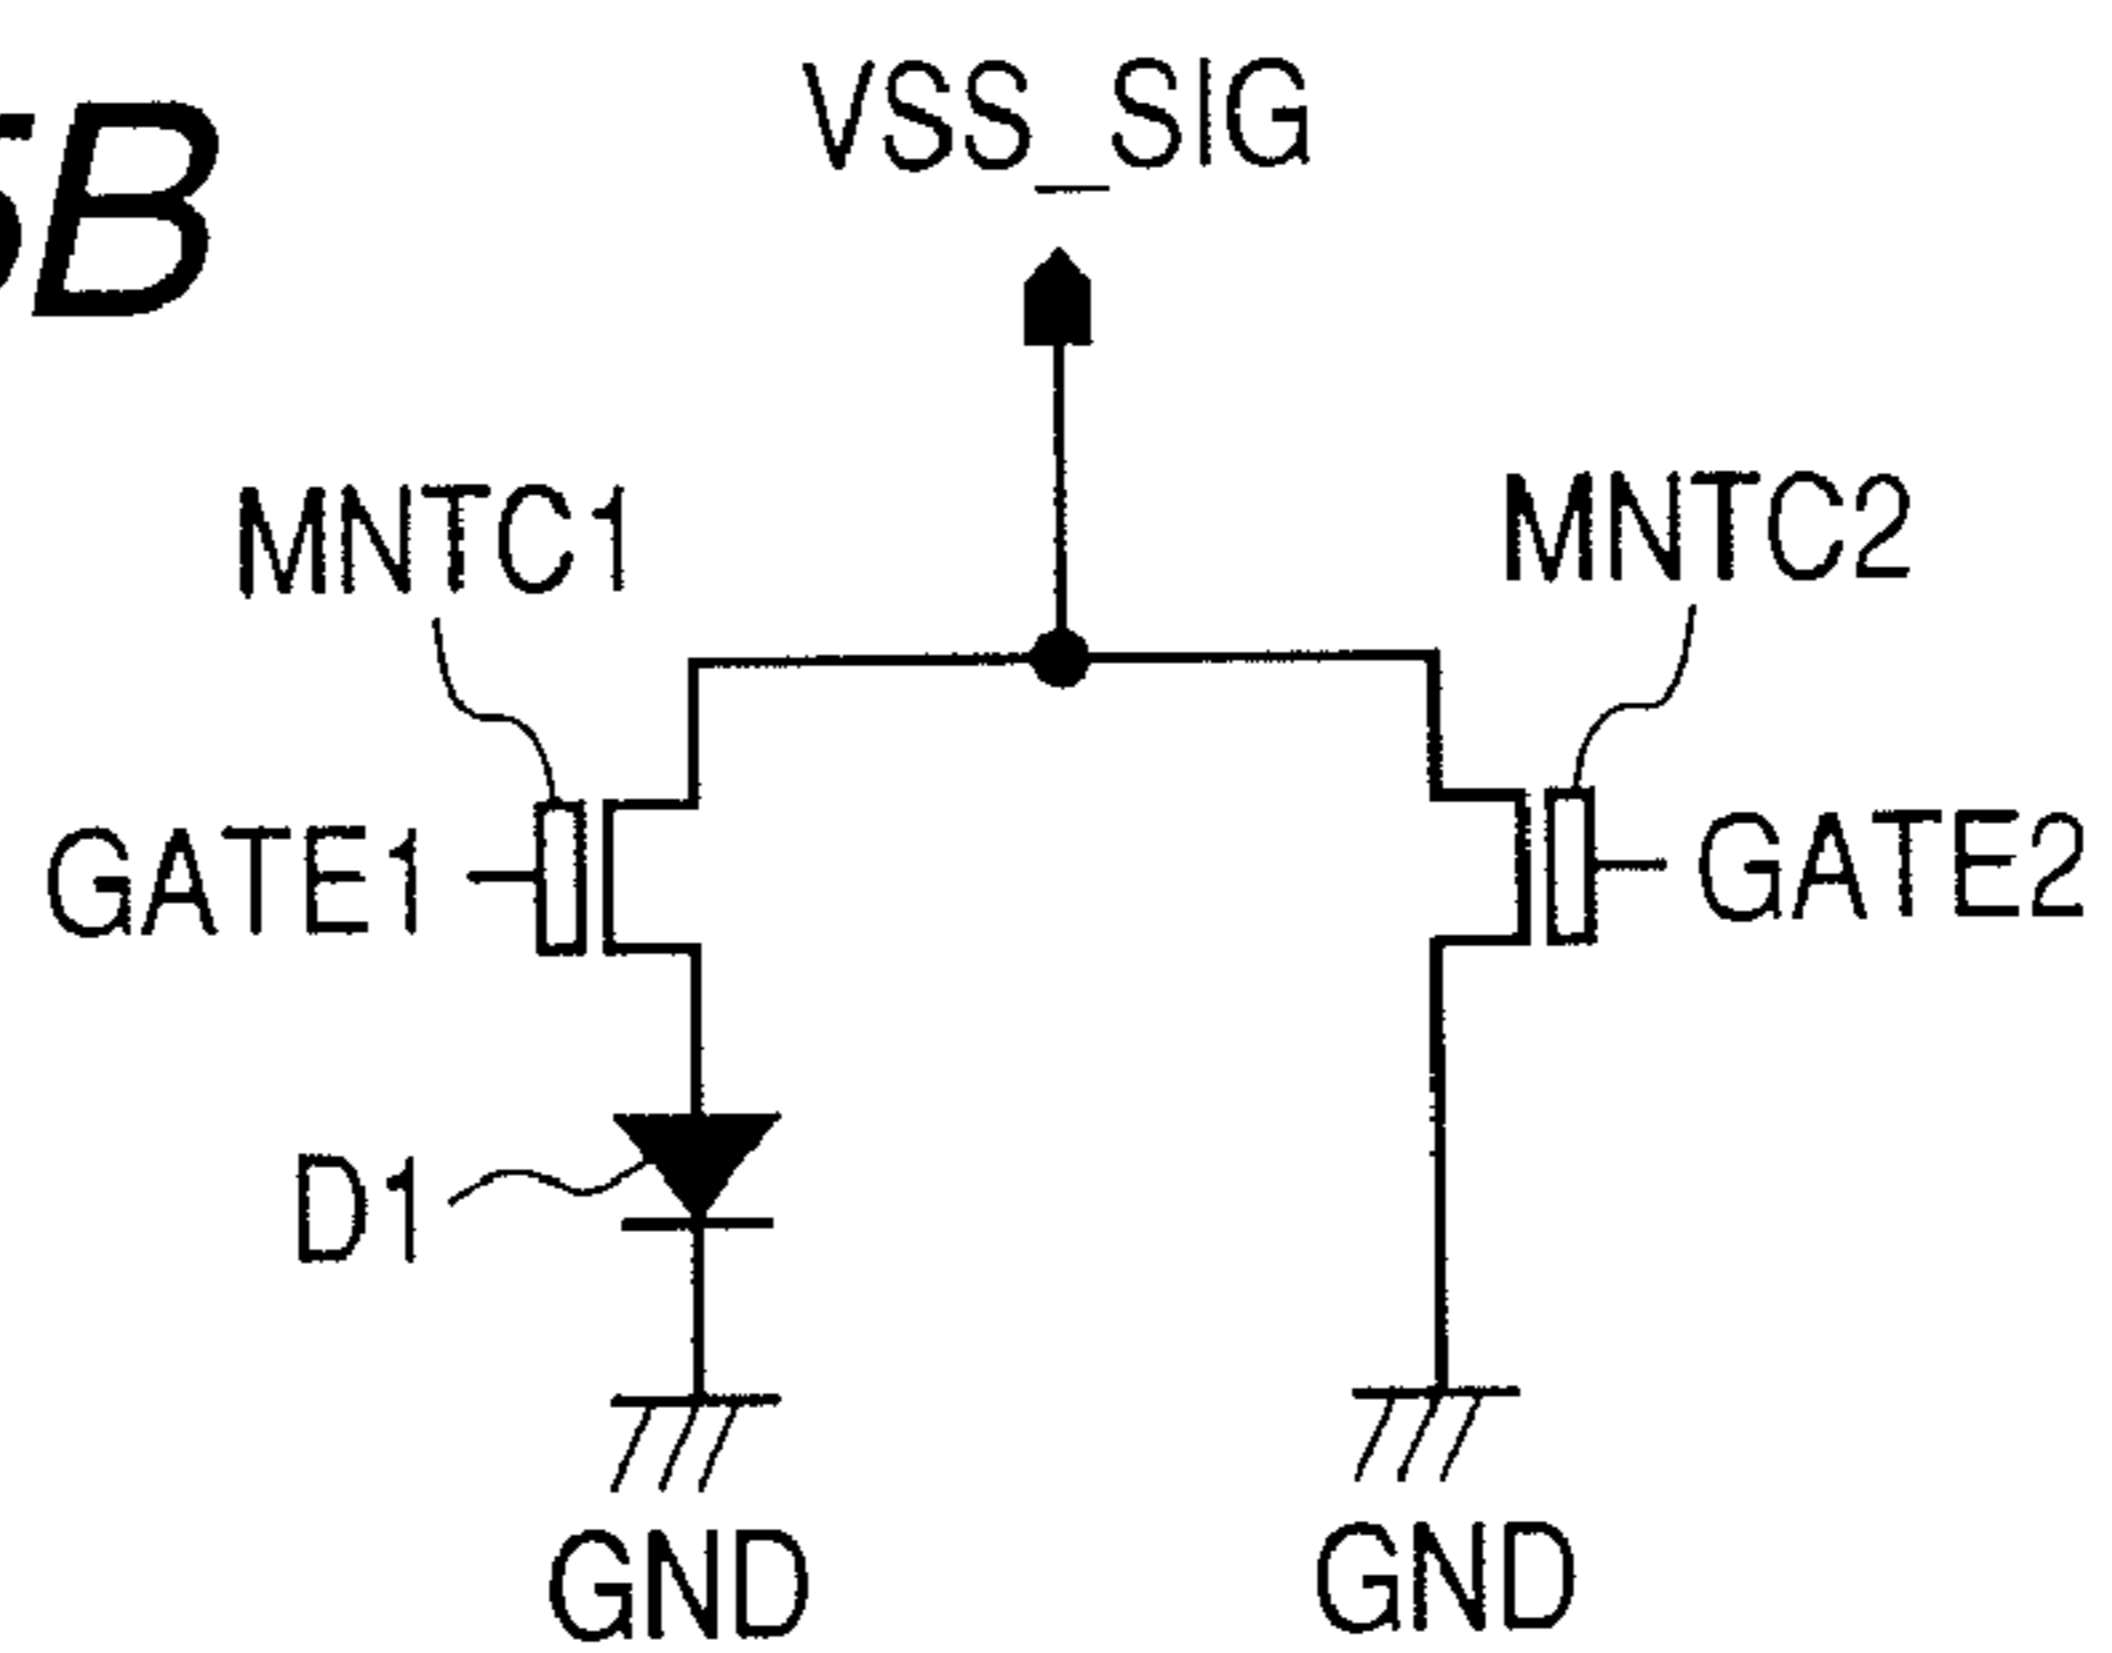 5B
VSS_SIG
MNTC1
MNTC2
GATE1
GATE2
D1
GND
GND